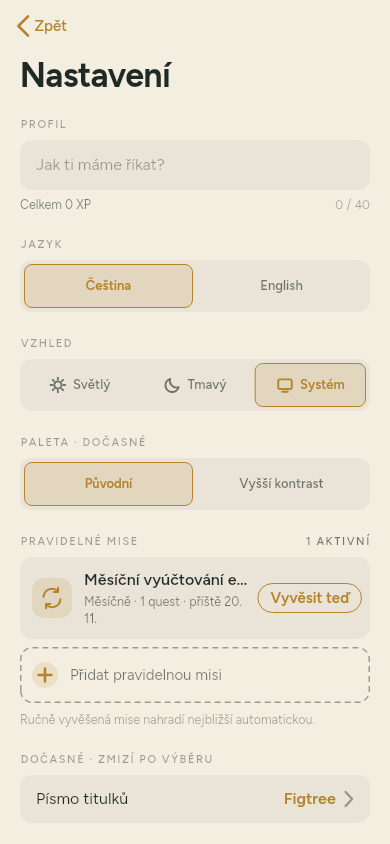 Zpět
Nastavení
PROFIL
Jak ti máme říkat?
Celkem 0 XP
0 / 40
JAZYK
Čeština
English
VZHLED
Světlý
Tmavý
Systém
PALETA · DOČASNÉ
Původní
Vyšší kontrast
PRAVIDELNÉ MISE
1 AKTIVNÍ
Měsíční vyúčtování e…
Měsíčně · 1 quest · příště 20.
11.
Vyvěsit teď
Přidat pravidelnou misi
Ručně vyvěšená mise nahradí nejbližší automatickou.
DOČASNÉ · ZMIZÍ PO VÝBĚRU
Písmo titulků
Figtree